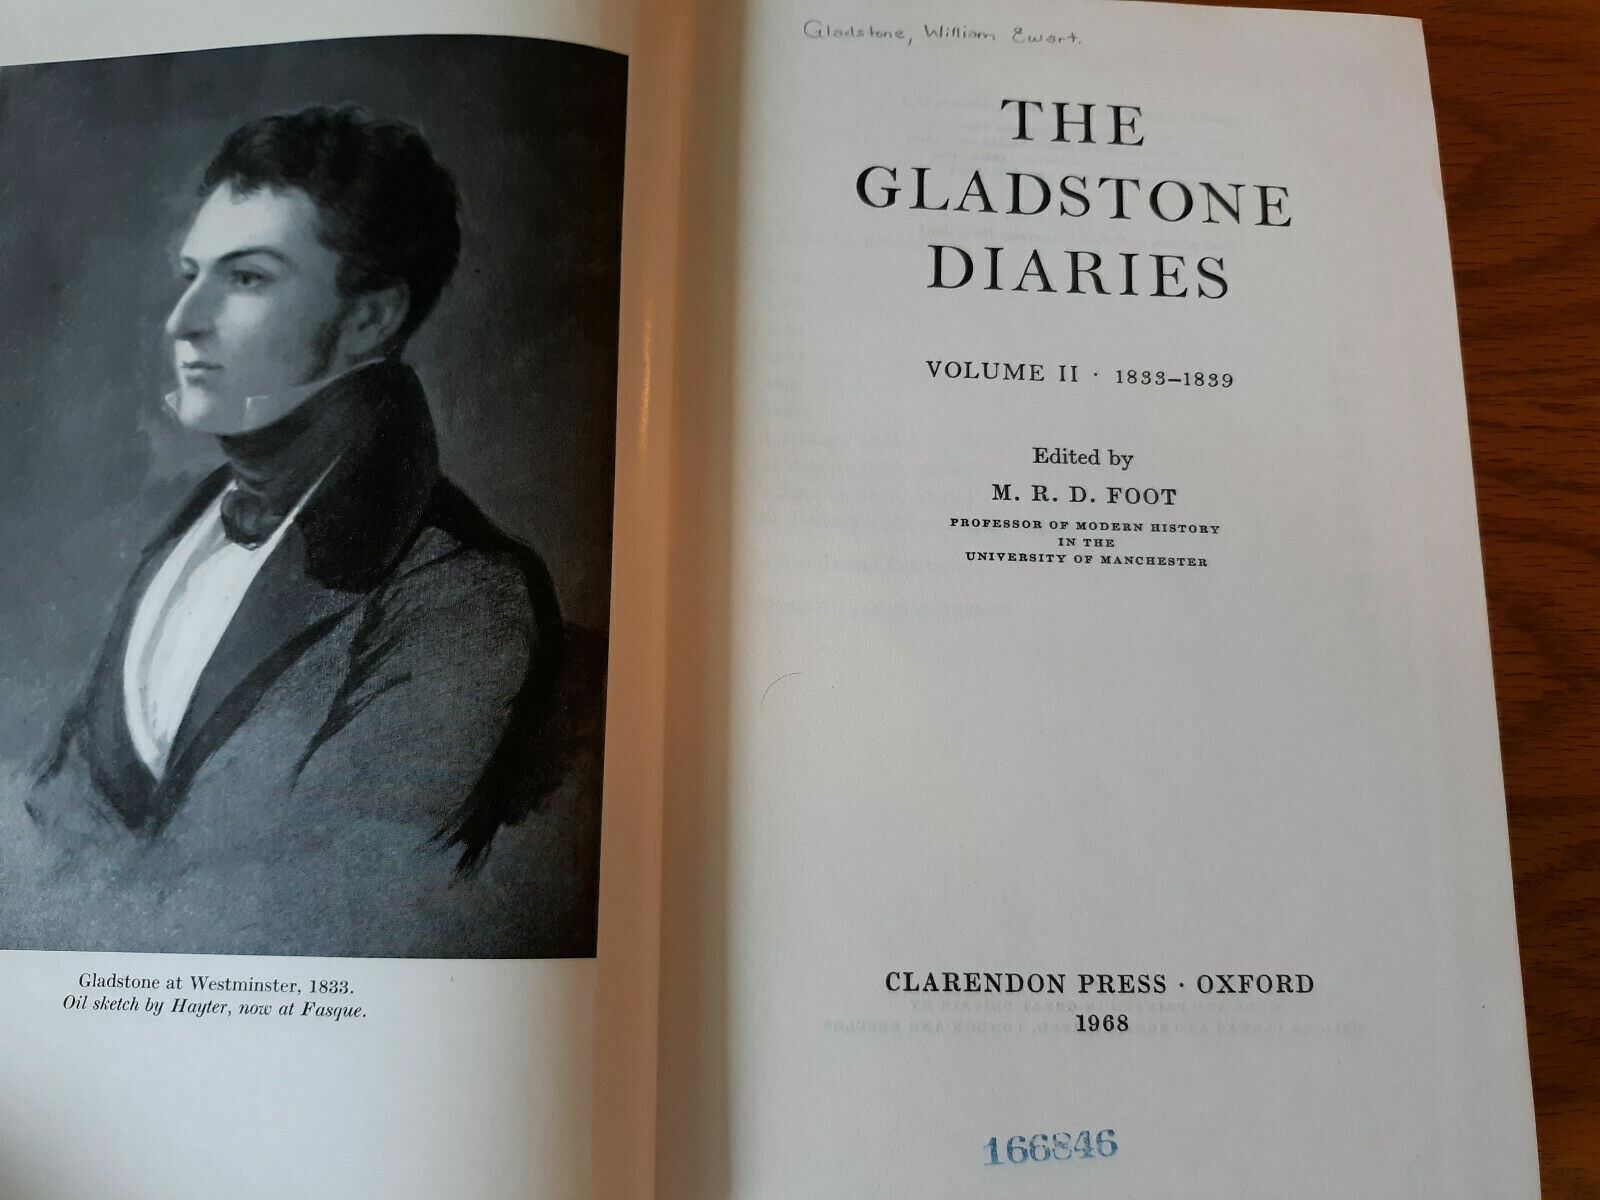 Gladstone at Westminster, 1833.
Oil sketch by Hayter, now at Fasque.
Gladstone, William Ewart.
THE
GLADSTONE
DIARIES
VOLUME II · 1833–1839
Edited by
M. R. D. FOOT
PROFESSOR OF MODERN HISTORY
IN THE
UNIVERSITY OF MANCHESTER
CLARENDON PRESS · OXFORD
1968
166846